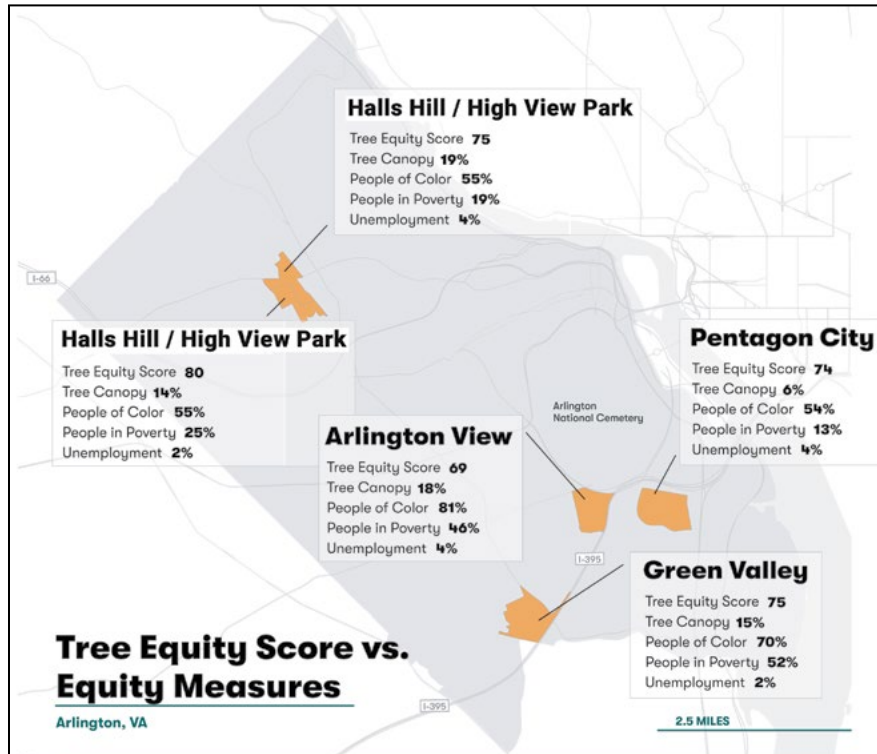 Halls Hill / High View Park
Tree Equity Score 75
Tree Canopy 19%
People of Color 55%
People in Poverty 19%
Unemployment 4%
I-66
Halls Hill / High View Park
Tree Equity Score 80
Tree Canopy 14%
People of Color 55%
People in Poverty 25%
Unemployment 2%
Pentagon City
Tree Equity Score 74
Tree Canopy 6%
People of Color 54%
People in Poverty 13%
Unemployment 4%
Arlington
National Cemetery
Arlington View
Tree Equity Score 69
Tree Canopy 18%
People of Color 81%
People in Poverty 46%
Unemployment 4%
I-395
Green Valley
Tree Equity Score 75
Tree Canopy 15%
People of Color 70%
People in Poverty 52%
Unemployment 2%
Tree Equity Score vs.
Equity Measures
Arlington, VA
I-395
2.5 MILES